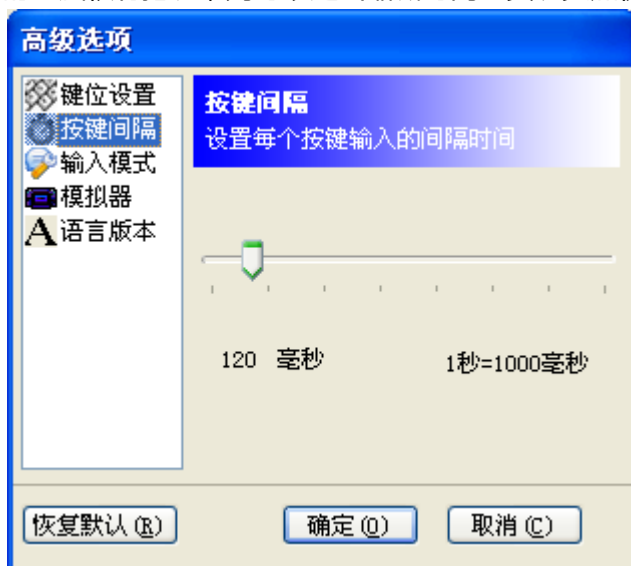 高级选项
键位设置
按键间隔
输入模式
模拟器
语言版本
按键间隔
设置每个按键输入的间隔时间
120 毫秒
1秒=1000毫秒
恢复默认(R)
确定(O)
取消(C)